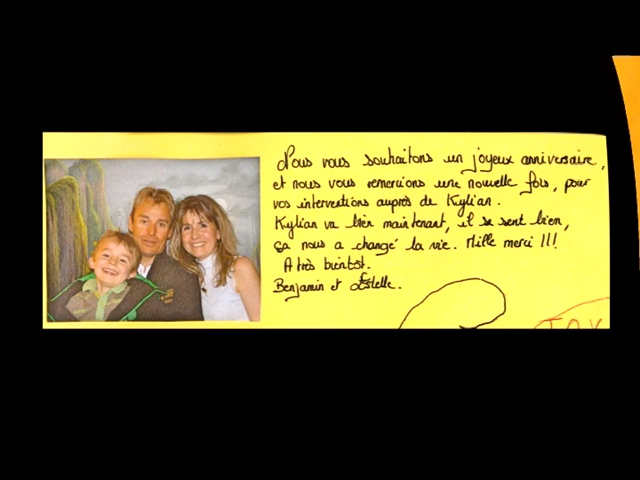 Nous vous souhaitons un joyeux anniversaire,
et nous vous remercions une nouvelle fois, pour
vos interventions auprès de Kylian.
Kylian va bien maintenant, il se sent bien,
ça nous a changé la vie. Mille merci !!!
A très bientôt.
Benjamin et Estelle.